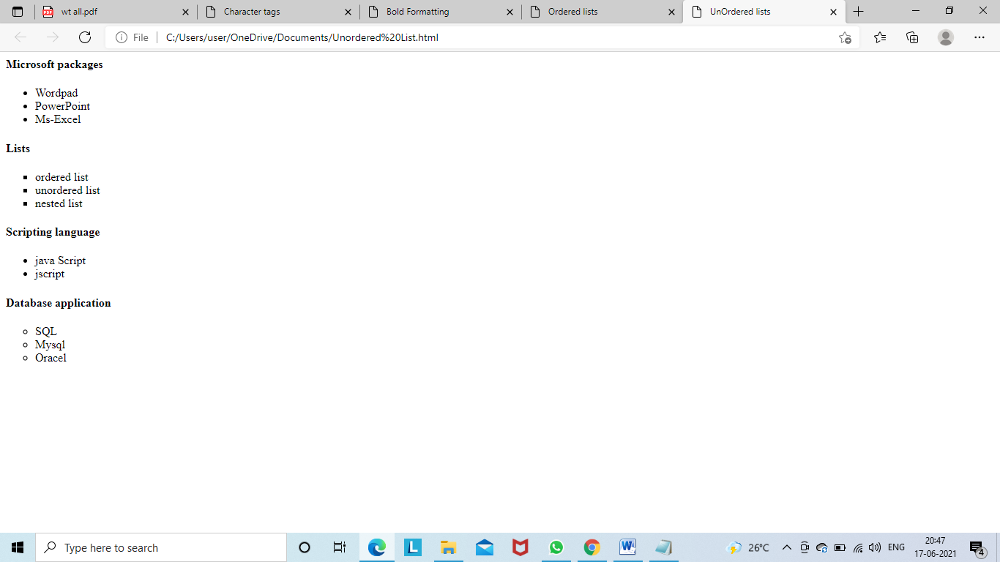 wt all.pdf
Character tags
Bold Formatting
Ordered lists
UnOrdered lists
File
C:/Users/user/OneDrive/Documents/Unordered%20List.html
Microsoft packages
Wordpad
PowerPoint
Ms-Excel
Lists
ordered list
unordered list
nested list
Scripting language
java Script
jscript
Database application
SQL
Mysql
Oracel
Type here to search
L
W
26°C
ENG
20:47
17-06-2021
4